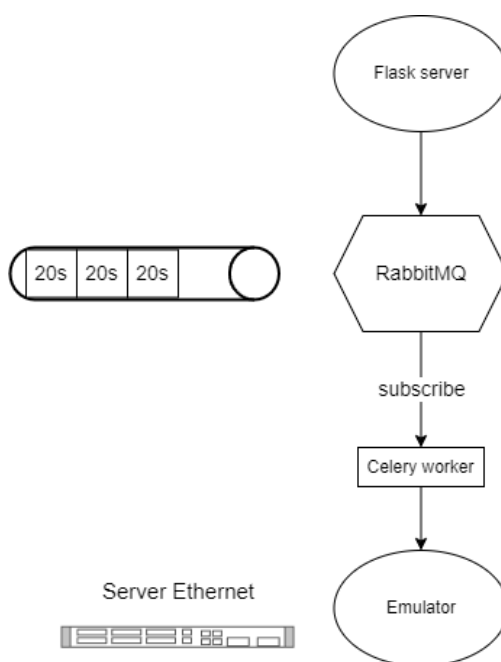 Flask server
20s 20s 20s
RabbitMQ
subscribe
Celery worker
Server Ethernet
Emulator